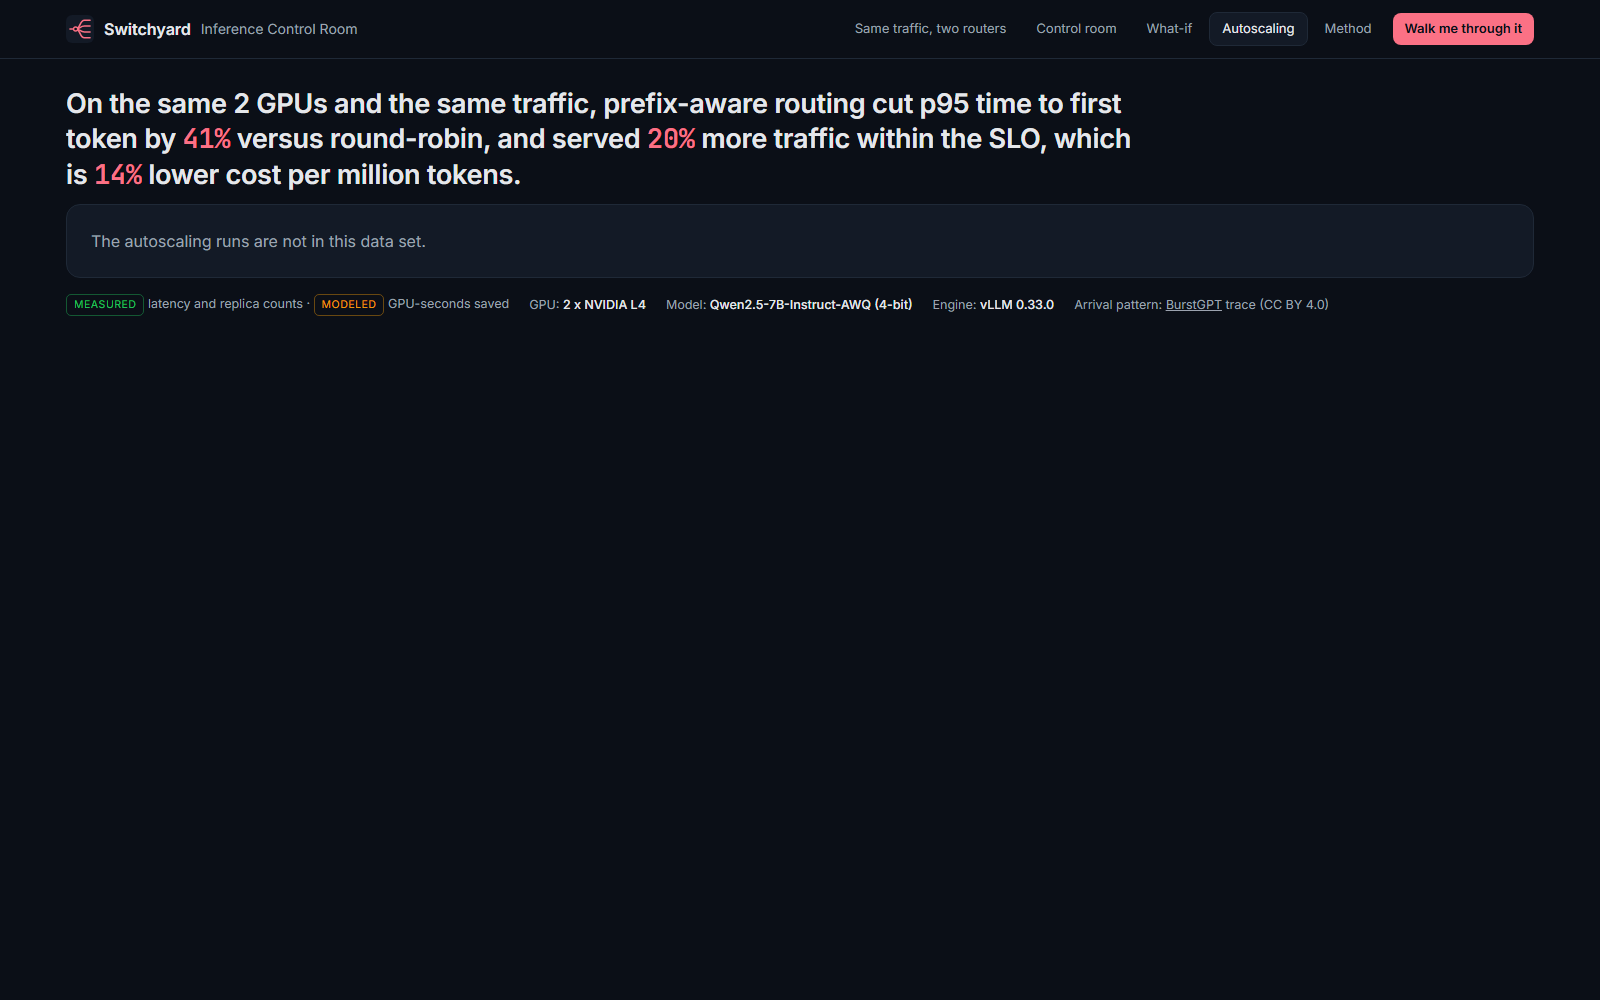 Switchyard Inference Control Room
Same traffic, two routers Control room What-if Autoscaling Method Walk me through it
On the same 2 GPUs and the same traffic, prefix-aware routing cut p95 time to first
token by 41% versus round-robin, and served 20% more traffic within the SLO, which
is 14% lower cost per million tokens.
The autoscaling runs are not in this data set.
MEASURED latency and replica counts · MODELED GPU-seconds saved GPU: 2 x NVIDIA L4 Model: Qwen2.5-7B-Instruct-AWQ (4-bit) Engine: vLLM 0.33.0 Arrival pattern: BurstGPT trace (CC BY 4.0)